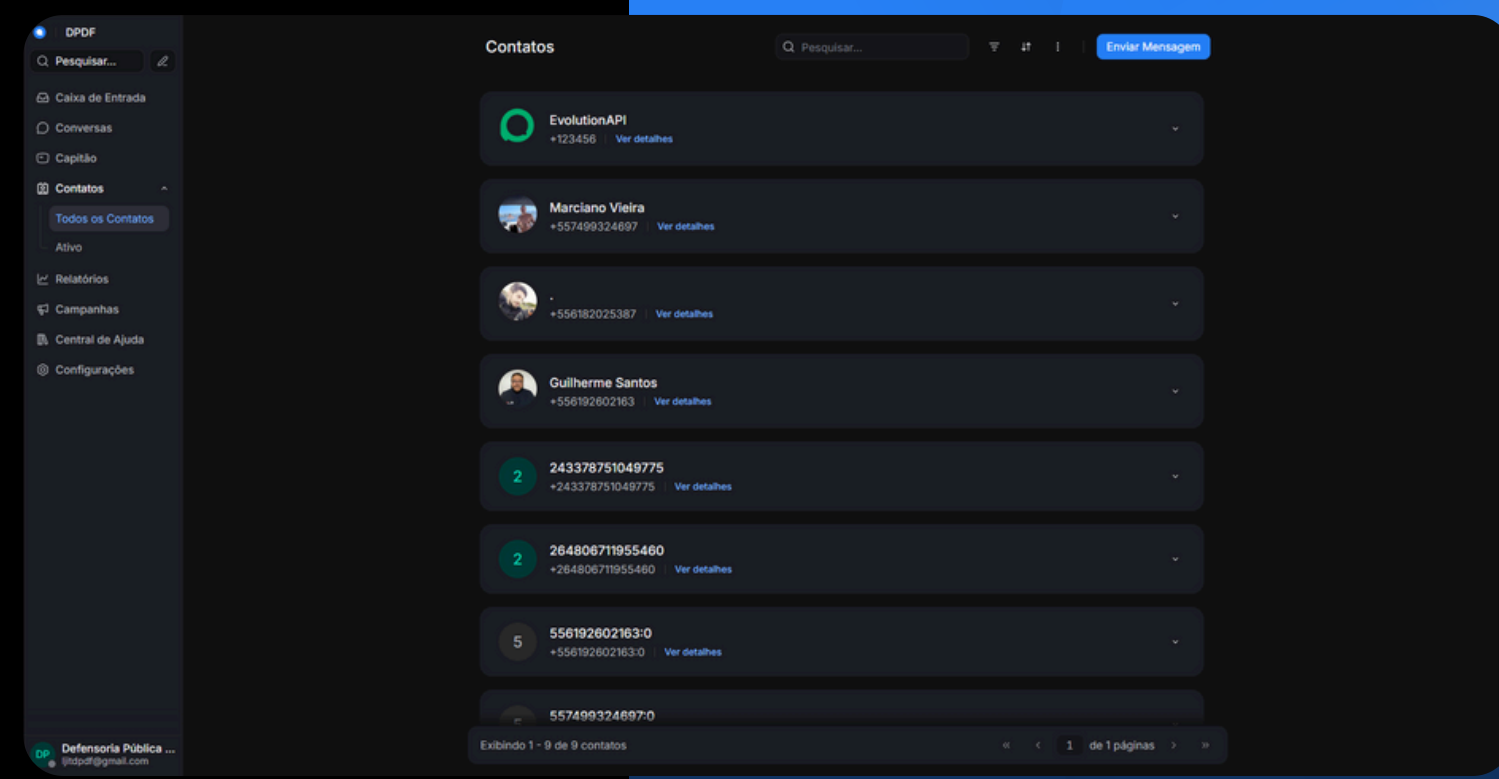 DPDF
Pesquisar...
Caixa de Entrada
Conversas
Capitão
Contatos
Todos os Contatos
Ativo
Relatórios
Campanhas
Central de Ajuda
Configurações
DP
Defensoria Pública ...
ljitdpdf@gmail.com
Contatos
Pesquisar...
Enviar Mensagem
EvolutionAPI
+123456 Ver detalhes
Marciano Vieira
+557499324697 Ver detalhes
.
+556182025387 Ver detalhes
Guilherme Santos
+556192602163 Ver detalhes
2
243378751049775
+243378751049775 Ver detalhes
2
264806711955460
+264806711955460 Ver detalhes
5
556192602163:0
+556192602163:0 Ver detalhes
5
557499324697:0
Exibindo 1 - 9 de 9 contatos
« ‹ 1 de 1 páginas › »